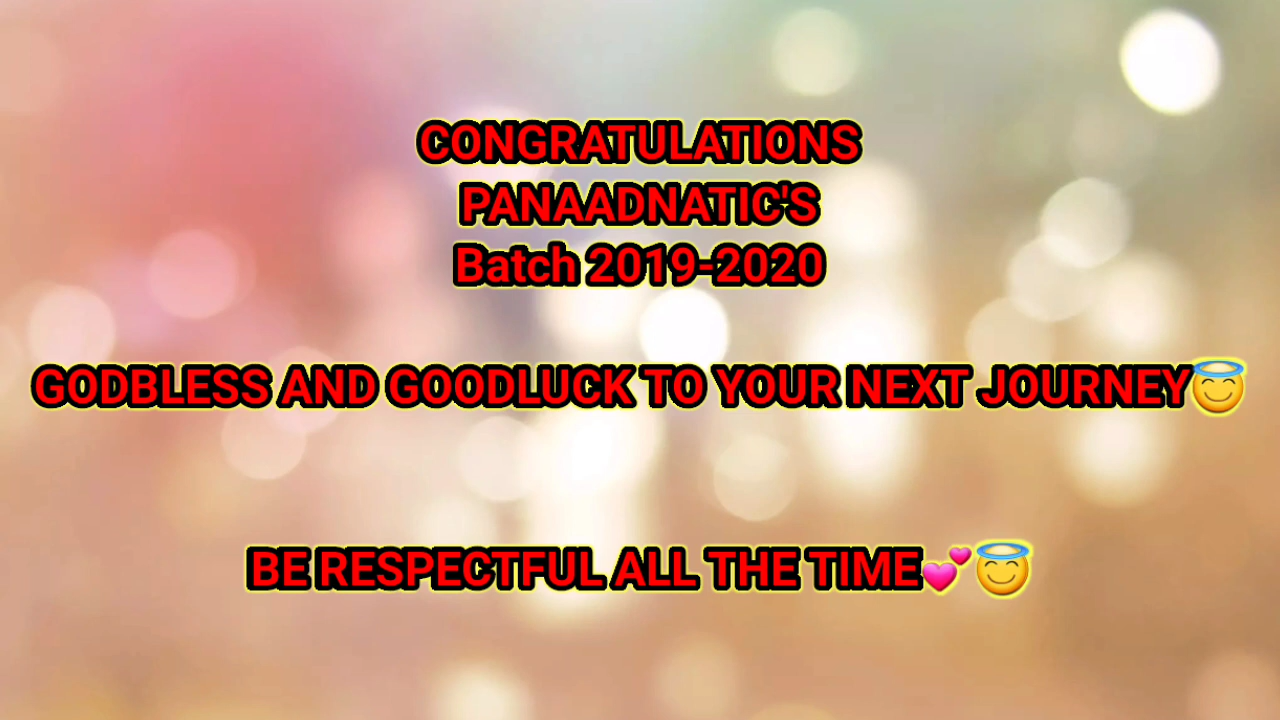 CONGRATULATIONS
PANAADNATIC'S
Batch 2019-2020
GODBLESS AND GOODLUCK TO YOUR NEXT JOURNEY😇
BE RESPECTFUL ALL THE TIME💕😇